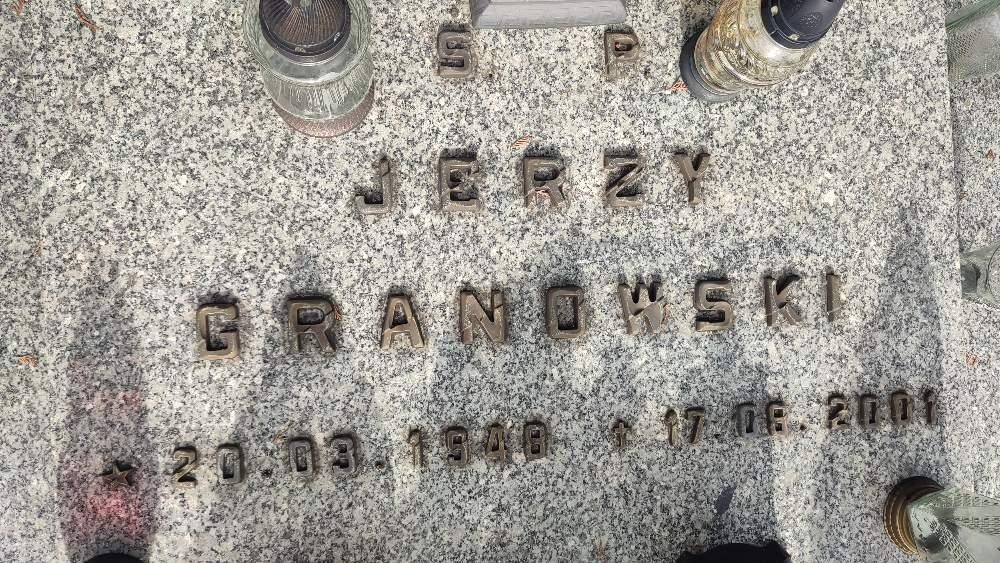 S P
JERZY
GRANOWSKI
20.03.1948 † 17.08.2001